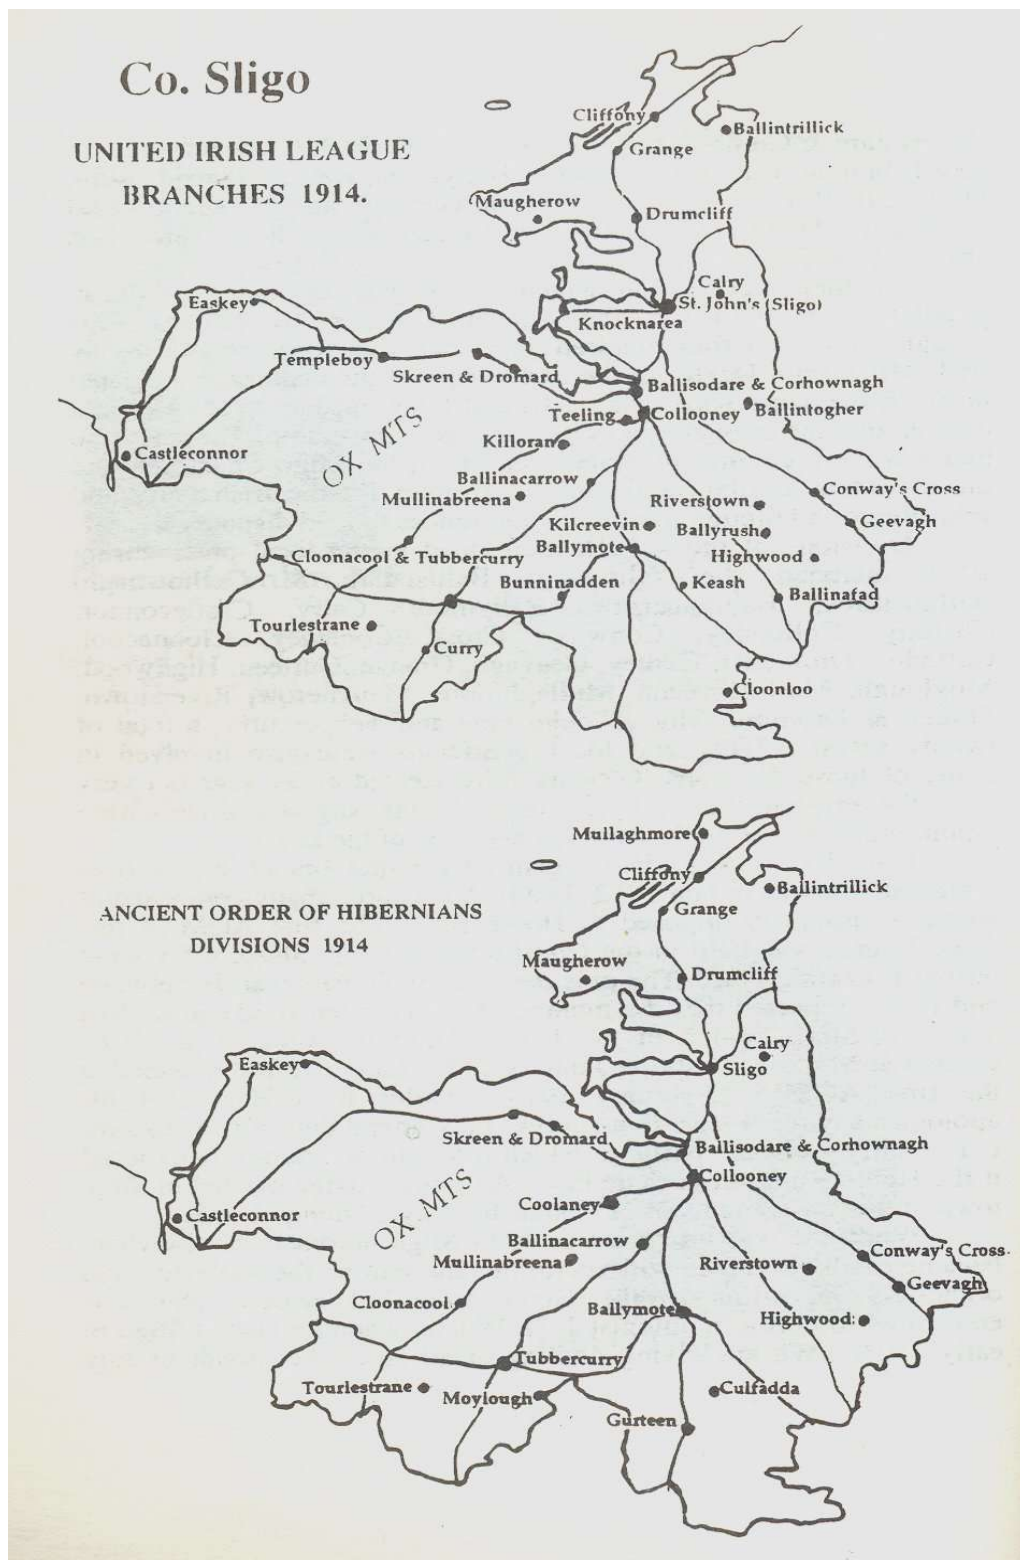 Co. Sligo
UNITED IRISH LEAGUE
BRANCHES 1914.
Cliffony
Ballintrillick
Grange
Maugherow
Drumcliff
Calry
Easkey
St. John's (Sligo)
Knocknarea
Templeboy
Skreen & Dromard
Ballisodare & Corhownagh
Teeling
Collooney
Ballintogher
OX MTS
Killoran
Castleconnor
Ballinacarrow
Mullinabreena
Conway's Cross
Riverstown
Geevagh
Kilcreevin
Ballyrush
Ballymote
Cloonacool & Tubbercurry
Highwood
Bunninadden
Keash
Ballinafad
Tourlestrane
Curry
Cloonloo
Mullaghmore
Cliffony
Ballintrillick
ANCIENT ORDER OF HIBERNIANS
DIVISIONS 1914
Grange
Maugherow
Drumcliff
Calry
Easkey
Sligo
Skreen & Dromard
Ballisodare & Corhownagh
Collooney
OX MTS
Coolaney
Castleconnor
Ballinacarrow
Conway's Cross
Mullinabreena
Riverstown
Geevagh
Cloonacool
Ballymote
Highwood
Tubbercurry
Tourlestrane
Moylough
Culfadda
Gurteen